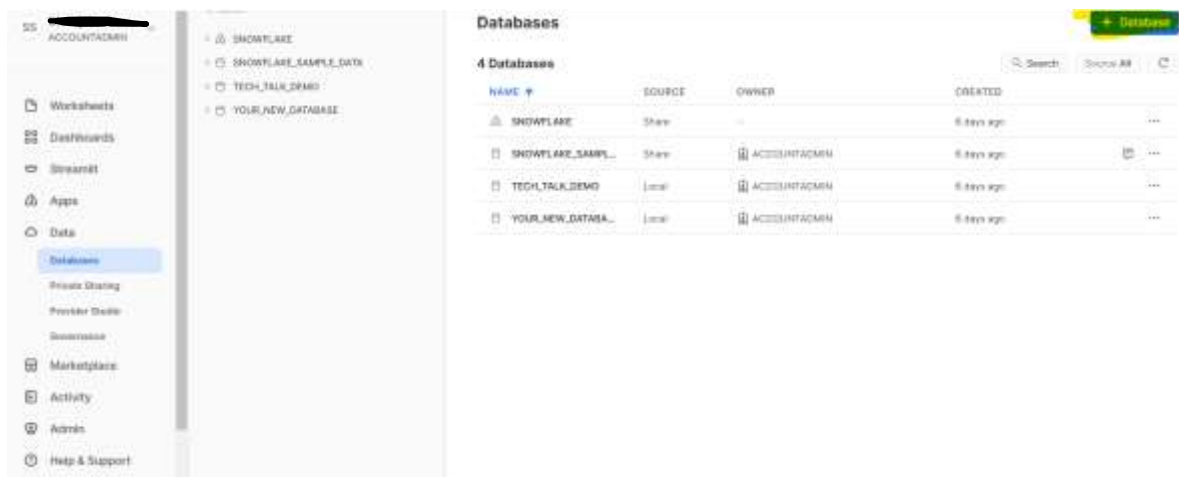 SS
ACCOUNTADMIN
Worksheets
Dashboards
Streamlit
Apps
Data
Databases
Private Sharing
Provider Studio
Governance
Marketplace
Activity
Admin
Help & Support
SNOWFLAKE
SNOWFLAKE_SAMPLE_DATA
TECH_TALK_DEMO
YOUR_NEW_DATABASE
Databases
+ Database
4 Databases
Search
Source All
NAME ↑ SOURCE OWNER CREATED
SNOWFLAKE Share - 6 days ago ...
SNOWFLAKE_SAMPL... Share ACCOUNTADMIN 6 days ago ...
TECH_TALK_DEMO Local ACCOUNTADMIN 6 days ago ...
YOUR_NEW_DATABA... Local ACCOUNTADMIN 6 days ago ...